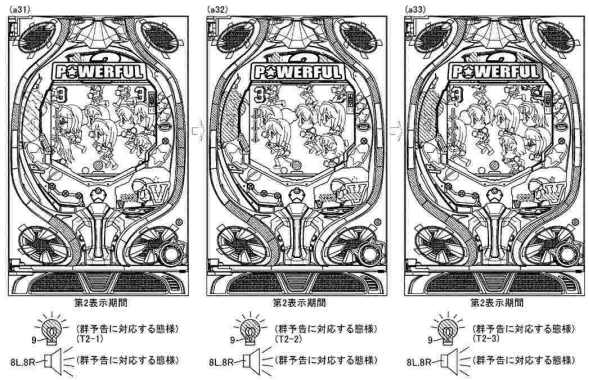 (a31)
(a32)
(a33)
POWERFUL
POWERFUL
POWERFUL
3
3
3
3
3
V
V
V
第2表示期間
第2表示期間
第2表示期間
9
(群予告に対応する態様)
(T2-1)
9
(群予告に対応する態様)
(T2-2)
9
(群予告に対応する態様)
(T2-3)
8L,8R
(群予告に対応する態様)
8L,8R
(群予告に対応する態様)
8L,8R
(群予告に対応する態様)